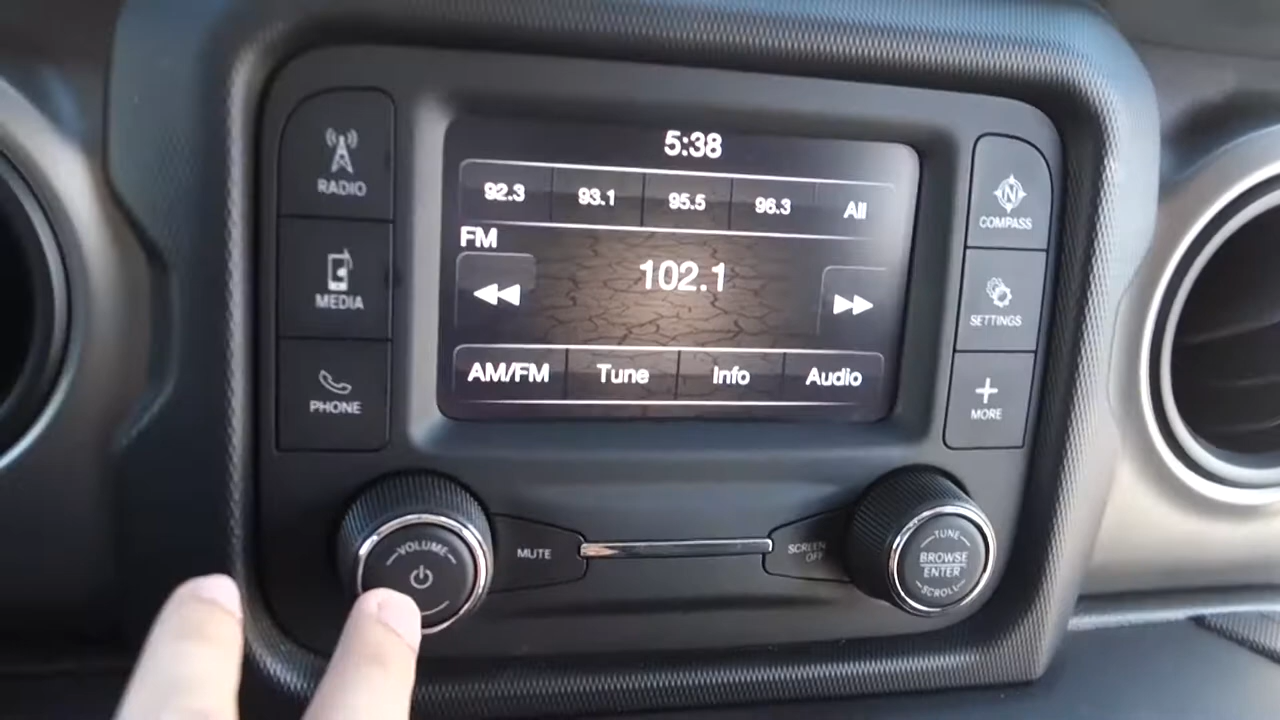 5:38
RADIO
92.3 93.1 95.5 96.3 All
N
COMPASS
FM
102.1
MEDIA
SETTINGS
AM/FM Tune Info Audio
PHONE
MORE
VOLUME
MUTE
SCREEN
OFF
TUNE
BROWSE
ENTER
SCROLL